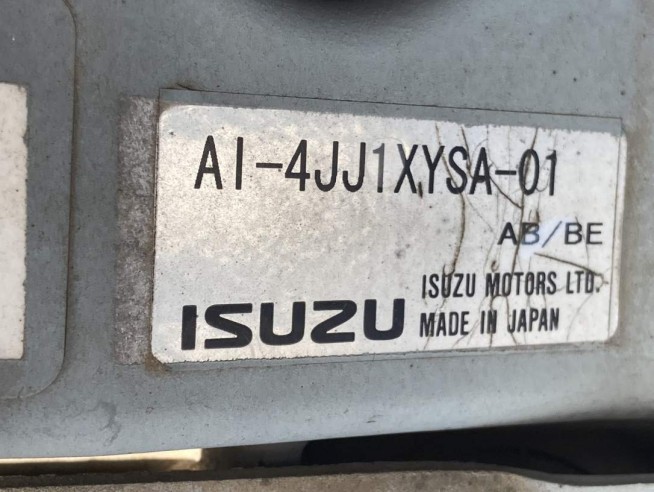 AI-4JJ1XYSA-01
AB/BE
ISUZU MOTORS LTD.
ISUZU MADE IN JAPAN